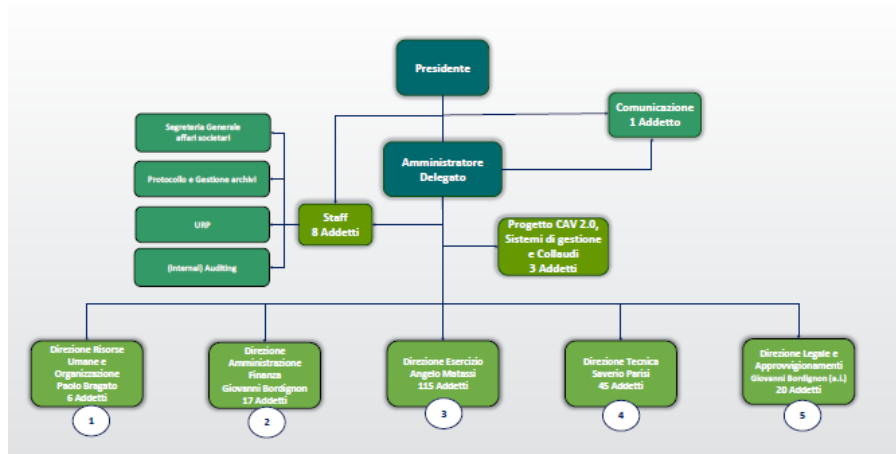 Presidente
Comunicazione
1 Addetto
Segreteria Generale
affari societari
Amministratore
Delegato
Protocollo e Gestione archivi
Staff
8 Addetti
URP
Progetto CAV 2.0,
Sistemi di gestione
e Collaudi
3 Addetti
(Internal) Auditing
Direzione Risorse
Umane e
Organizzazione
Paolo Bragato
6 Addetti
1
Direzione
Amministrazione
Finanza
Giovanni Bordignon
17 Addetti
2
Direzione Esercizio
Angelo Matassi
115 Addetti
3
Direzione Tecnica
Saverio Parisi
45 Addetti
4
Direzione Legale e
Approvvigionamenti
Giovanni Bordignon (a.i.)
20 Addetti
5